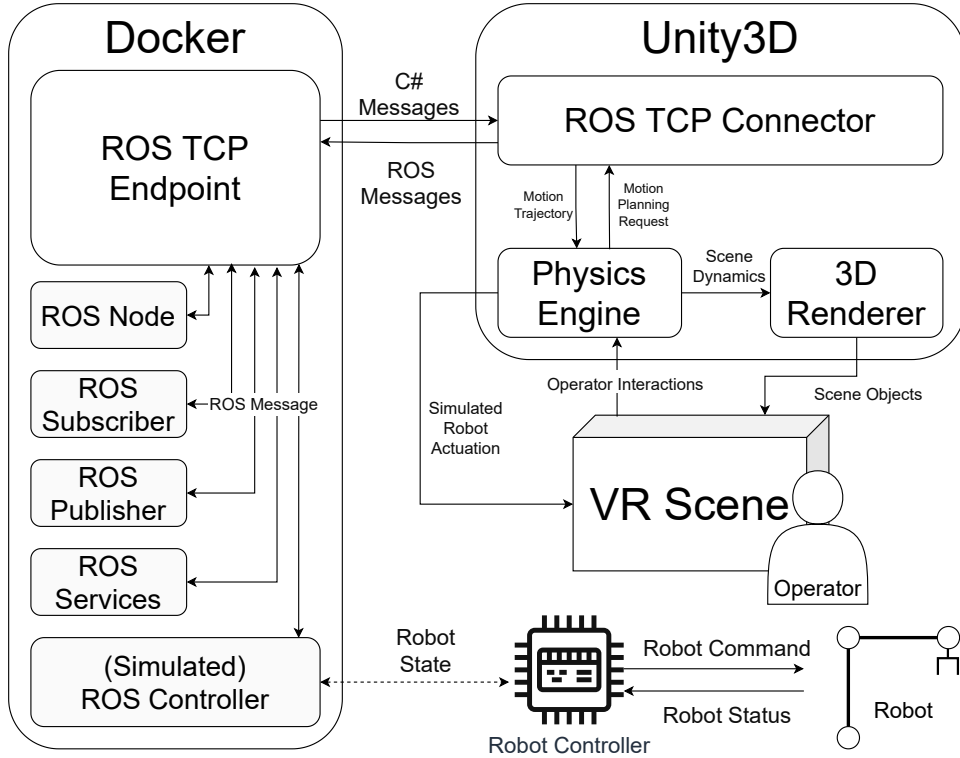 Docker
ROS TCP
Endpoint
ROS Node
ROS
Subscriber
ROS Message
ROS
Publisher
ROS
Services
(Simulated)
ROS Controller
C#
Messages
ROS
Messages
Unity3D
ROS TCP Connector
Motion
Trajectory
Motion
Planning
Request
Physics
Engine
Scene
Dynamics
3D
Renderer
Operator Interactions
Scene Objects
Simulated
Robot
Actuation
VR Scene
Operator
Robot
State
Robot Command
Robot Status
Robot
Robot Controller